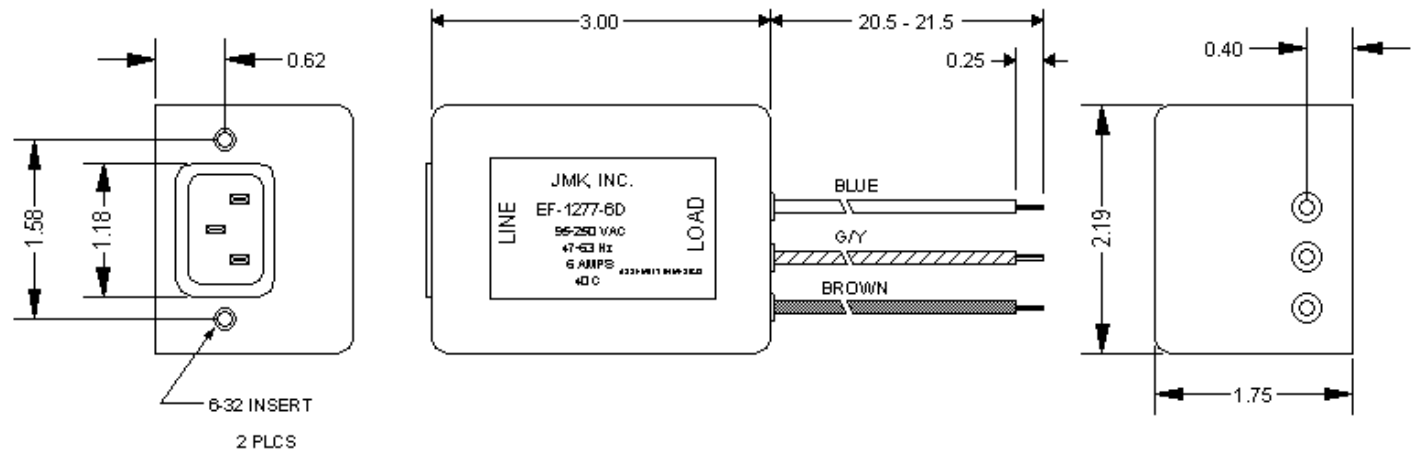 3.00
20.5 - 21.5
0.62
0.25
0.40
1.58
1.18
JMK, INC.
EF-1277-6D
95-250 VAC
47-63 Hz
6 AMPS
40 C
LINE
LOAD
BLUE
G/Y
BROWN
2.19
1.75
6-32 INSERT
2 PLCS